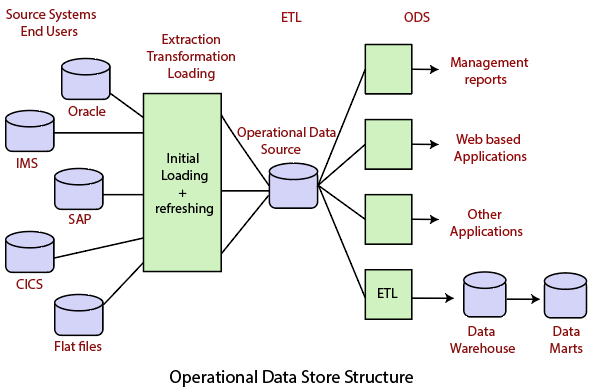 Source Systems
End Users
Extraction
Transformation
Loading
ETL
ODS
Oracle
IMS
SAP
CICS
Flat files
Initial
Loading
+
refreshing
Operational Data
Source
Management
reports
Web based
Applications
Other
Applications
ETL
Data
Warehouse
Data
Marts
Operational Data Store Structure